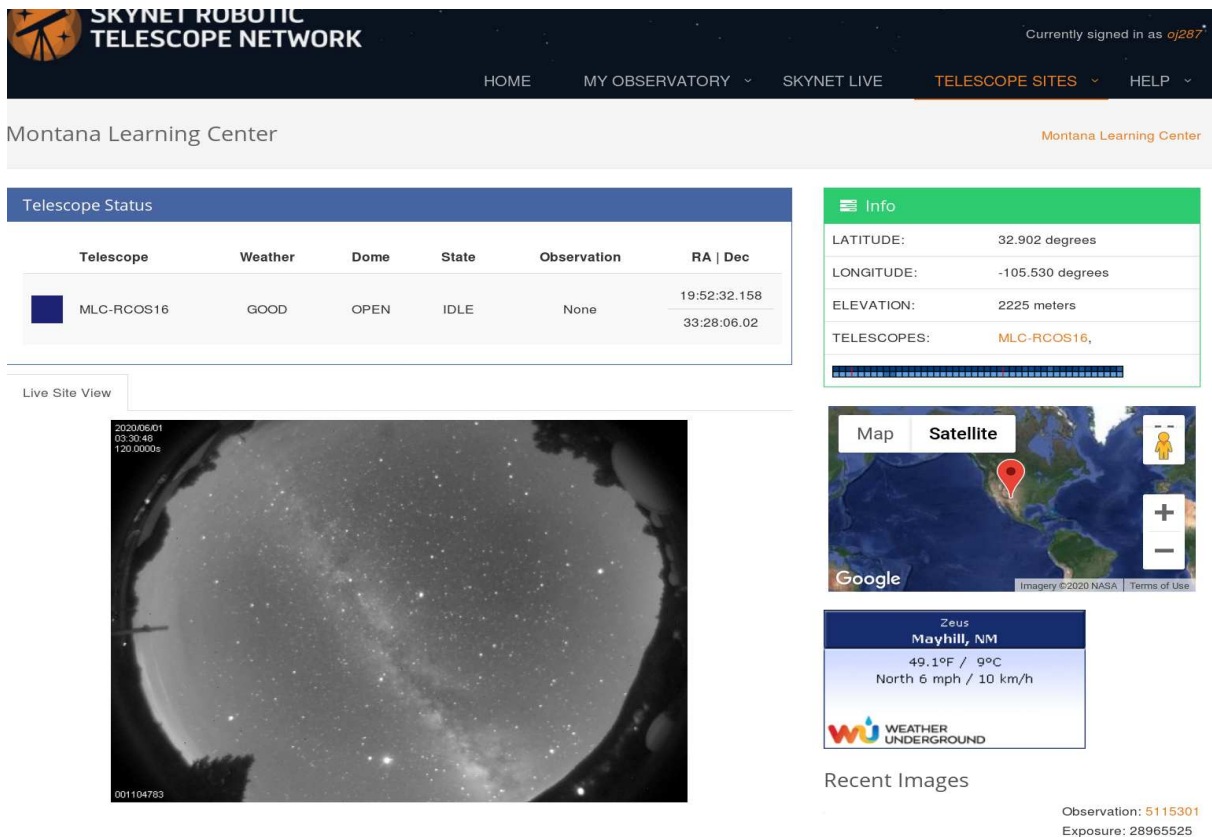 SKYNET ROBOTIC
TELESCOPE NETWORK
Currently signed in as oj287
HOME MY OBSERVATORY SKYNET LIVE TELESCOPE SITES HELP
Montana Learning Center
Montana Learning Center
Telescope Status
Telescope Weather Dome State Observation RA | Dec
MLC-RCOS16 GOOD OPEN IDLE None 19:52:32.158
33:28:06.02
Live Site View
2020/06/01
03:30:48
120.0000s
001104783
Info
LATITUDE: 32.902 degrees
LONGITUDE: -105.530 degrees
ELEVATION: 2225 meters
TELESCOPES: MLC-RCOS16,
Map Satellite
Google
Imagery ©2020 NASA Terms of Use
Zeus
Mayhill, NM
49.1ºF / 9ºC
North 6 mph / 10 km/h
WEATHER
UNDERGROUND
Recent Images
Observation: 5115301
Exposure: 28965525